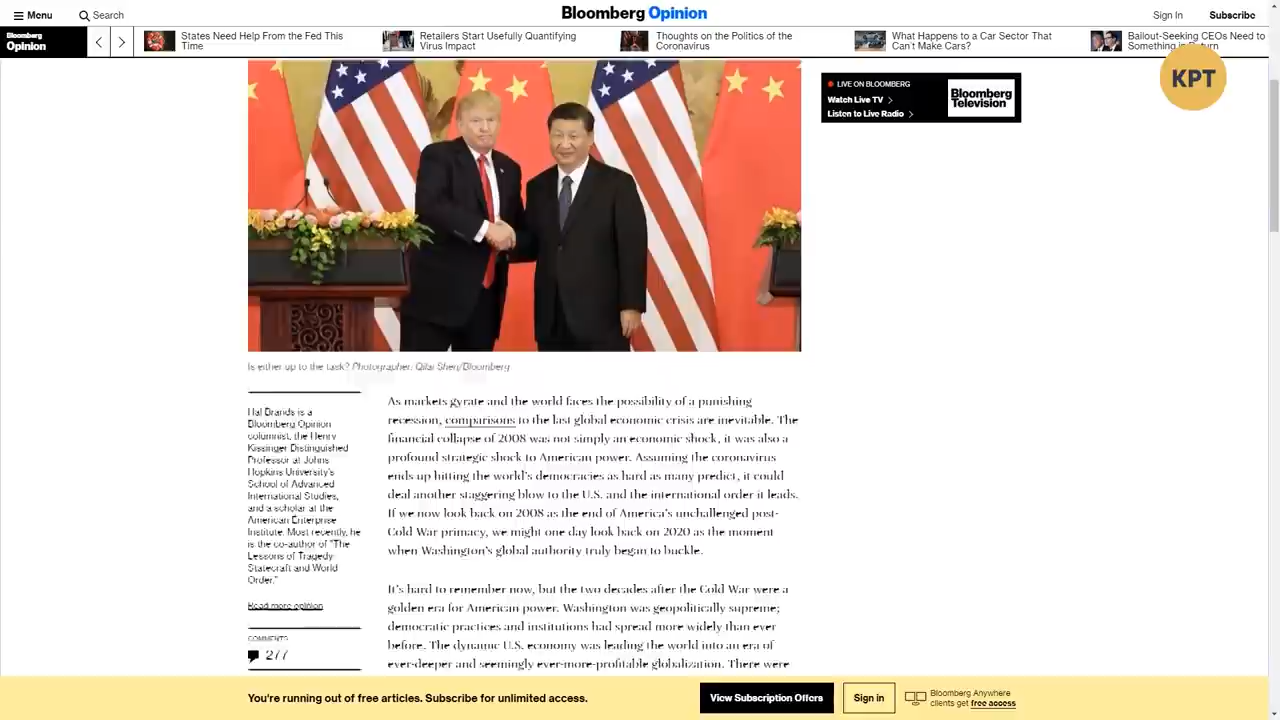 Menu
Search
Bloomberg Opinion
Sign In
Subscribe
Bloomberg
Opinion
States Need Help From the Fed This
Time
Retailers Start Usefully Quantifying
Virus Impact
Thoughts on the Politics of the
Coronavirus
What Happens to a Car Sector That
Can't Make Cars?
Bailout-Seeking CEOs Need to
Something in Return
KPT
LIVE ON BLOOMBERG
Watch Live TV
Listen to Live Radio
Bloomberg
Television
Is either up to the task? Photographer: Qilai Shen/Bloomberg
Hal Brands is a
Bloomberg Opinion
columnist, the Henry
Kissinger Distinguished
Professor at Johns
Hopkins University's
School of Advanced
International Studies,
and a scholar at the
American Enterprise
Institute. Most recently, he
is the co-author of "The
Lessons of Tragedy:
Statecraft and World
Order."
Read more opinion
COMMENTS
277
As markets gyrate and the world faces the possibility of a punishing
recession, comparisons to the last global economic crisis are inevitable. The
financial collapse of 2008 was not simply an economic shock, it was also a
profound strategic shock to American power. Assuming the coronavirus
ends up hitting the world's democracies as hard as many predict, it could
deal another staggering blow to the U.S. and the international order it leads.
If we now look back on 2008 as the end of America's unchallenged post-
Cold War primacy, we might one day look back on 2020 as the moment
when Washington's global authority truly began to buckle.
It's hard to remember now, but the two decades after the Cold War were a
golden era for American power. Washington was geopolitically supreme;
democratic practices and institutions had spread more widely than ever
before. The dynamic U.S. economy was leading the world into an era of
ever-deeper and seemingly ever-more-profitable globalization. There were
You're running out of free articles. Subscribe for unlimited access.
View Subscription Offers
Sign in
Bloomberg Anywhere
clients get free access